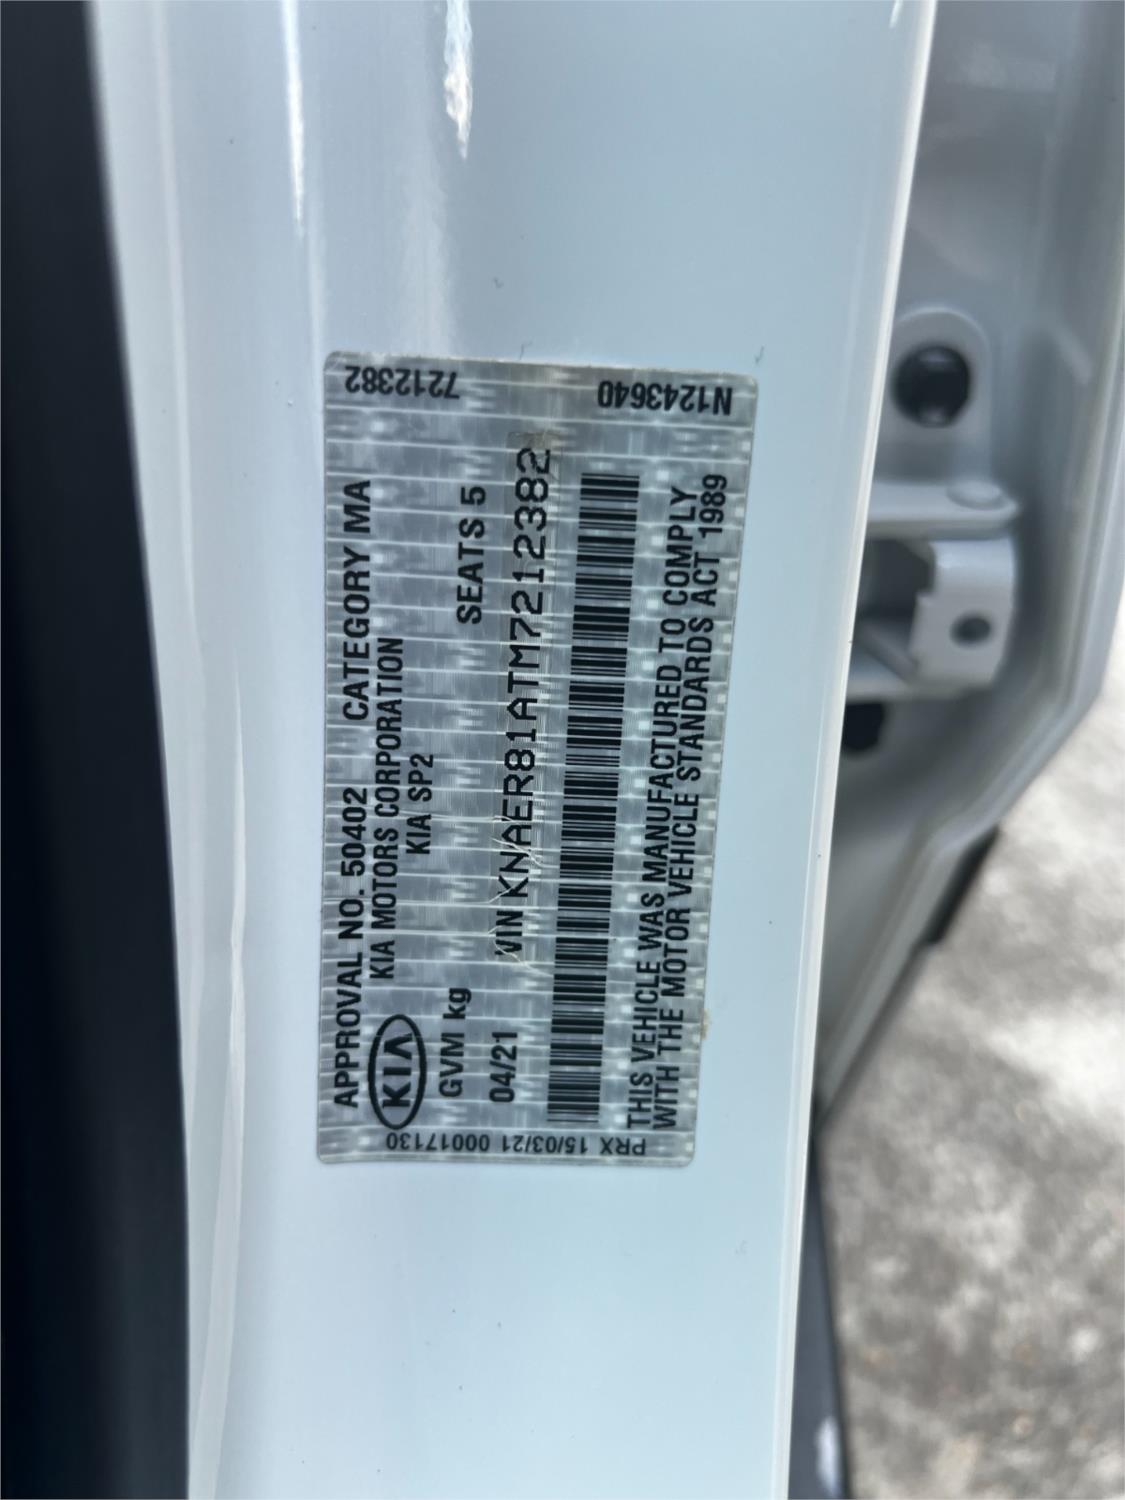 APPROVAL NO. 50402 CATEGORY MA
KIA
KIA MOTORS CORPORATION
KIA SP2
GVM kg SEATS 5
04/21 VIN KNAER81ATM7212382
THIS VEHICLE WAS MANUFACTURED TO COMPLY
WITH THE MOTOR VEHICLE STANDARDS ACT 1989
PRX 15/03/21 00017130
7212382
N1243640